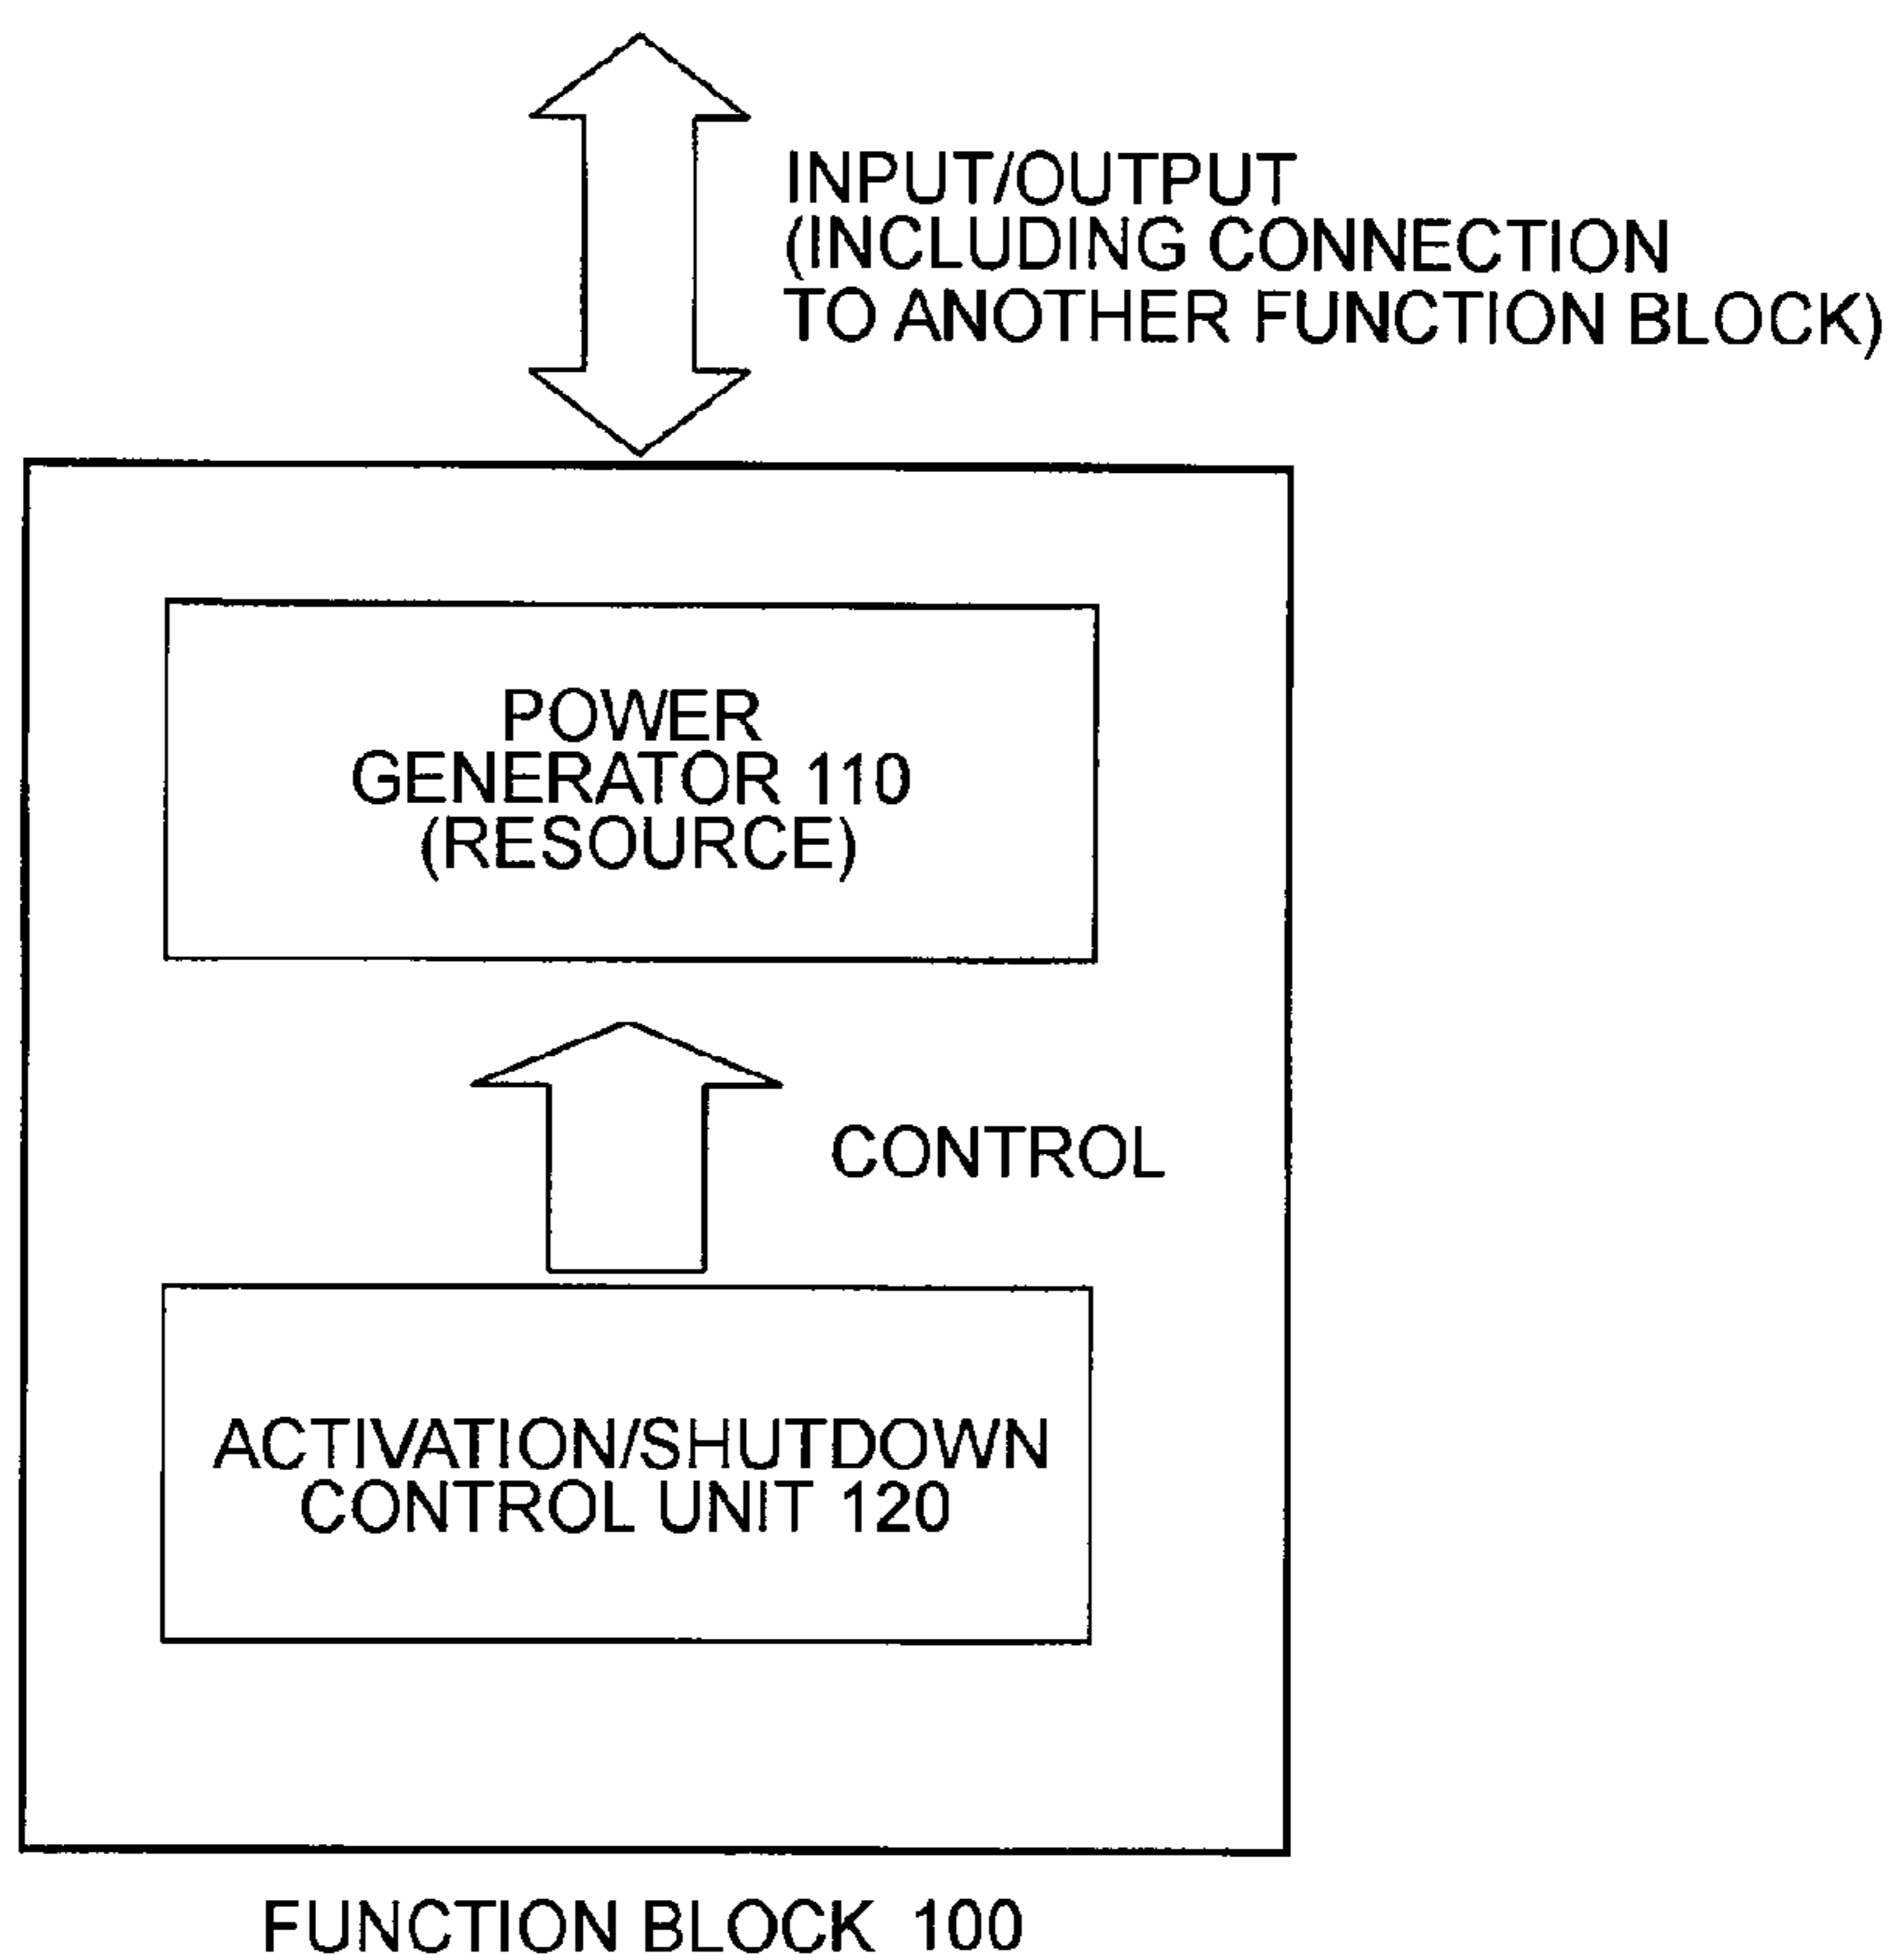 INPUT/OUTPUT
(INCLUDING CONNECTION
TO ANOTHER FUNCTION BLOCK)
POWER
GENERATOR 110
(RESOURCE)
CONTROL
ACTIVATION/SHUTDOWN
CONTROL UNIT 120
FUNCTION BLOCK 100